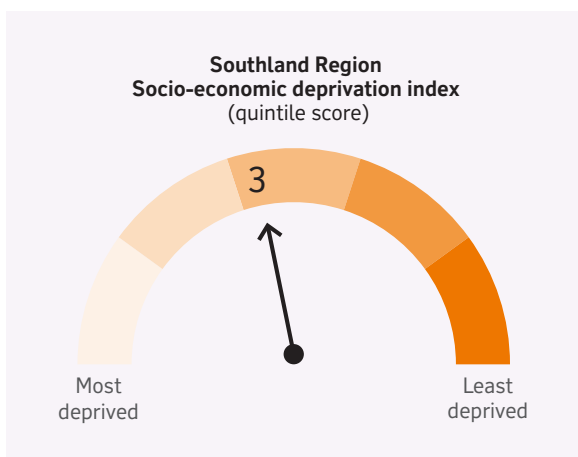 Southland Region
Socio-economic deprivation index
(quintile score)
3
Most
deprived
Least
deprived